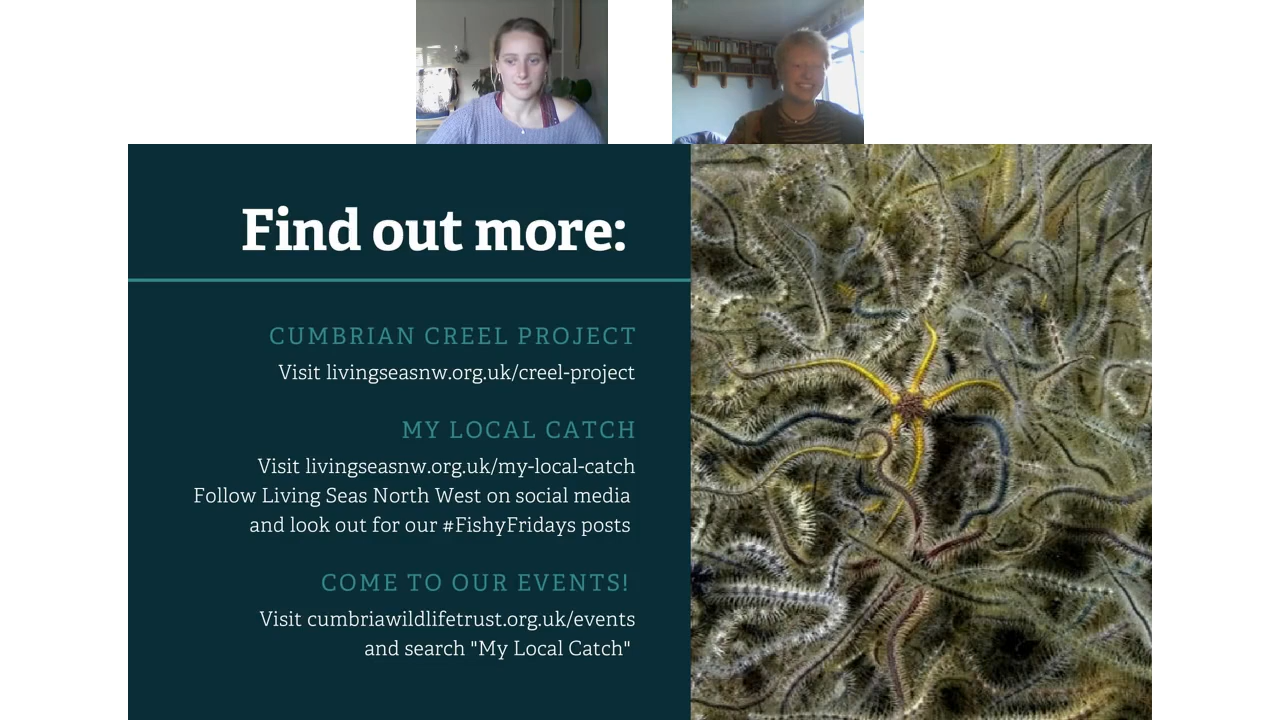 Find out more:
CUMBRIAN CREEL PROJECT
Visit livingseasnw.org.uk/creel-project
MY LOCAL CATCH
Visit livingseasnw.org.uk/my-local-catch
Follow Living Seas North West on social media
and look out for our #FishyFridays posts
COME TO OUR EVENTS!
Visit cumbriawildlifetrust.org.uk/events
and search "My Local Catch"